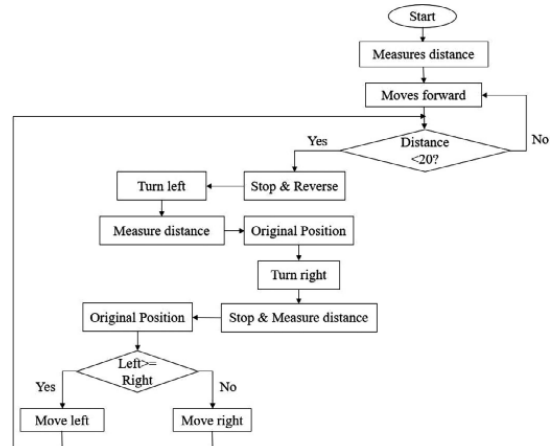 Start
Measures distance
Moves forward
Distance
<20?
No
Yes
Stop & Reverse
Turn left
Measure distance
Original Position
Turn right
Stop & Measure distance
Original Position
Left>=
Right
Yes
No
Move left
Move right